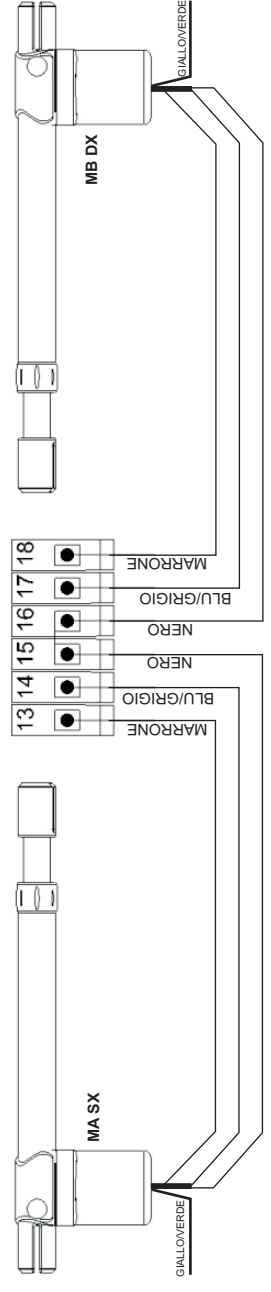 GIALLO/VERDE
MB DX
18
17
16
15
14
13
MARRONE
BLU/GRIGIO
NERO
NERO
BLU/GRIGIO
MARRONE
MA SX
GIALLO/VERDE